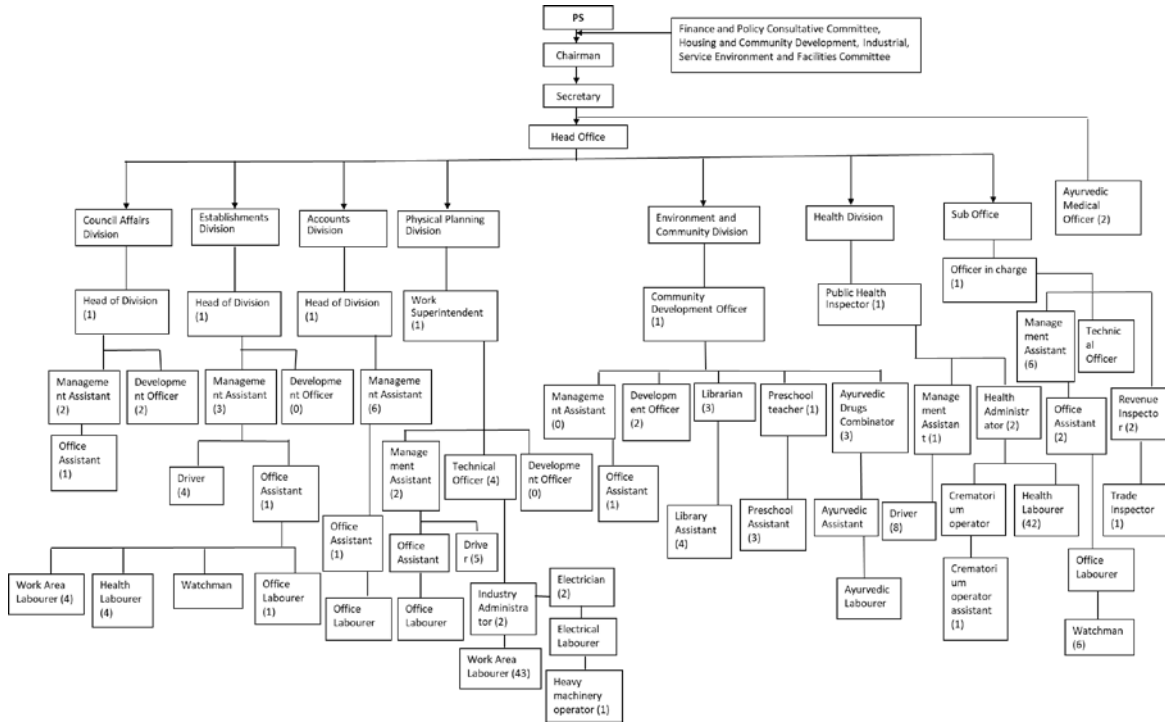 PS
Finance and Policy Consultative Committee,
Housing and Community Development, Industrial,
Service Environment and Facilities Committee
Chairman
Secretary
Head Office
Council Affairs
Division
Establishments
Division
Accounts
Division
Physical Planning
Division
Environment and
Community Division
Health Division
Sub Office
Ayurvedic
Medical
Officer (2)
Head of Division
(1)
Head of Division
(1)
Head of Division
(1)
Work
Superintendent
(1)
Community
Development Officer
(1)
Public Health
Inspector (1)
Officer in charge
(1)
Manageme
nt Assistant
(2)
Developme
nt Officer
(2)
Manageme
nt Assistant
(3)
Developme
nt Officer
(0)
Manageme
nt Assistant
(6)
Manageme
nt Assistant
(0)
Developm
ent Officer
(2)
Librarian
(3)
Preschool
teacher (1)
Ayurvedic
Drugs
Combinator
(3)
Manage
ment
Assistan
t (1)
Health
Administr
ator (2)
Manage
ment
Assistant
(6)
Technic
al
Officer
Office
Assistant
(2)
Revenue
Inspecto
r (2)
Office
Assistant
(1)
Driver
(4)
Office
Assistant
(1)
Manage
ment
Assistant
(2)
Technical
Officer (4)
Developme
nt Officer
(0)
Office
Assistant
(1)
Library
Assistant
(4)
Preschool
Assistant
(3)
Ayurvedic
Assistant
Driver
(8)
Cremator
ium
operator
Health
Labourer
(42)
Trade
Inspector
(1)
Office
Assistant
(1)
Office
Assistant
Drive
r (5)
Work Area
Labourer (4)
Health
Labourer
(4)
Watchman
Office
Labourer
(1)
Office
Labourer
Office
Labourer
Industry
Administra
tor (2)
Electrician
(2)
Electrical
Labourer
Work Area
Labourer (43)
Heavy
machinery
operator (1)
Ayurvedic
Labourer
Cremator
ium
operator
assistant
(1)
Office
Labourer
Watchman
(6)